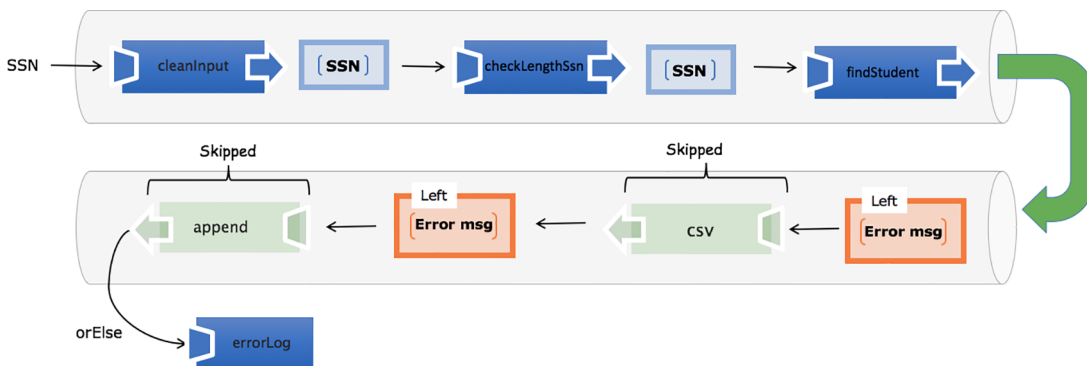 SSN
cleanInput
SSN
checkLengthSsn
SSN
findStudent
Skipped
Skipped
Left
Error msg
csv
Left
Error msg
append
orElse
errorLog